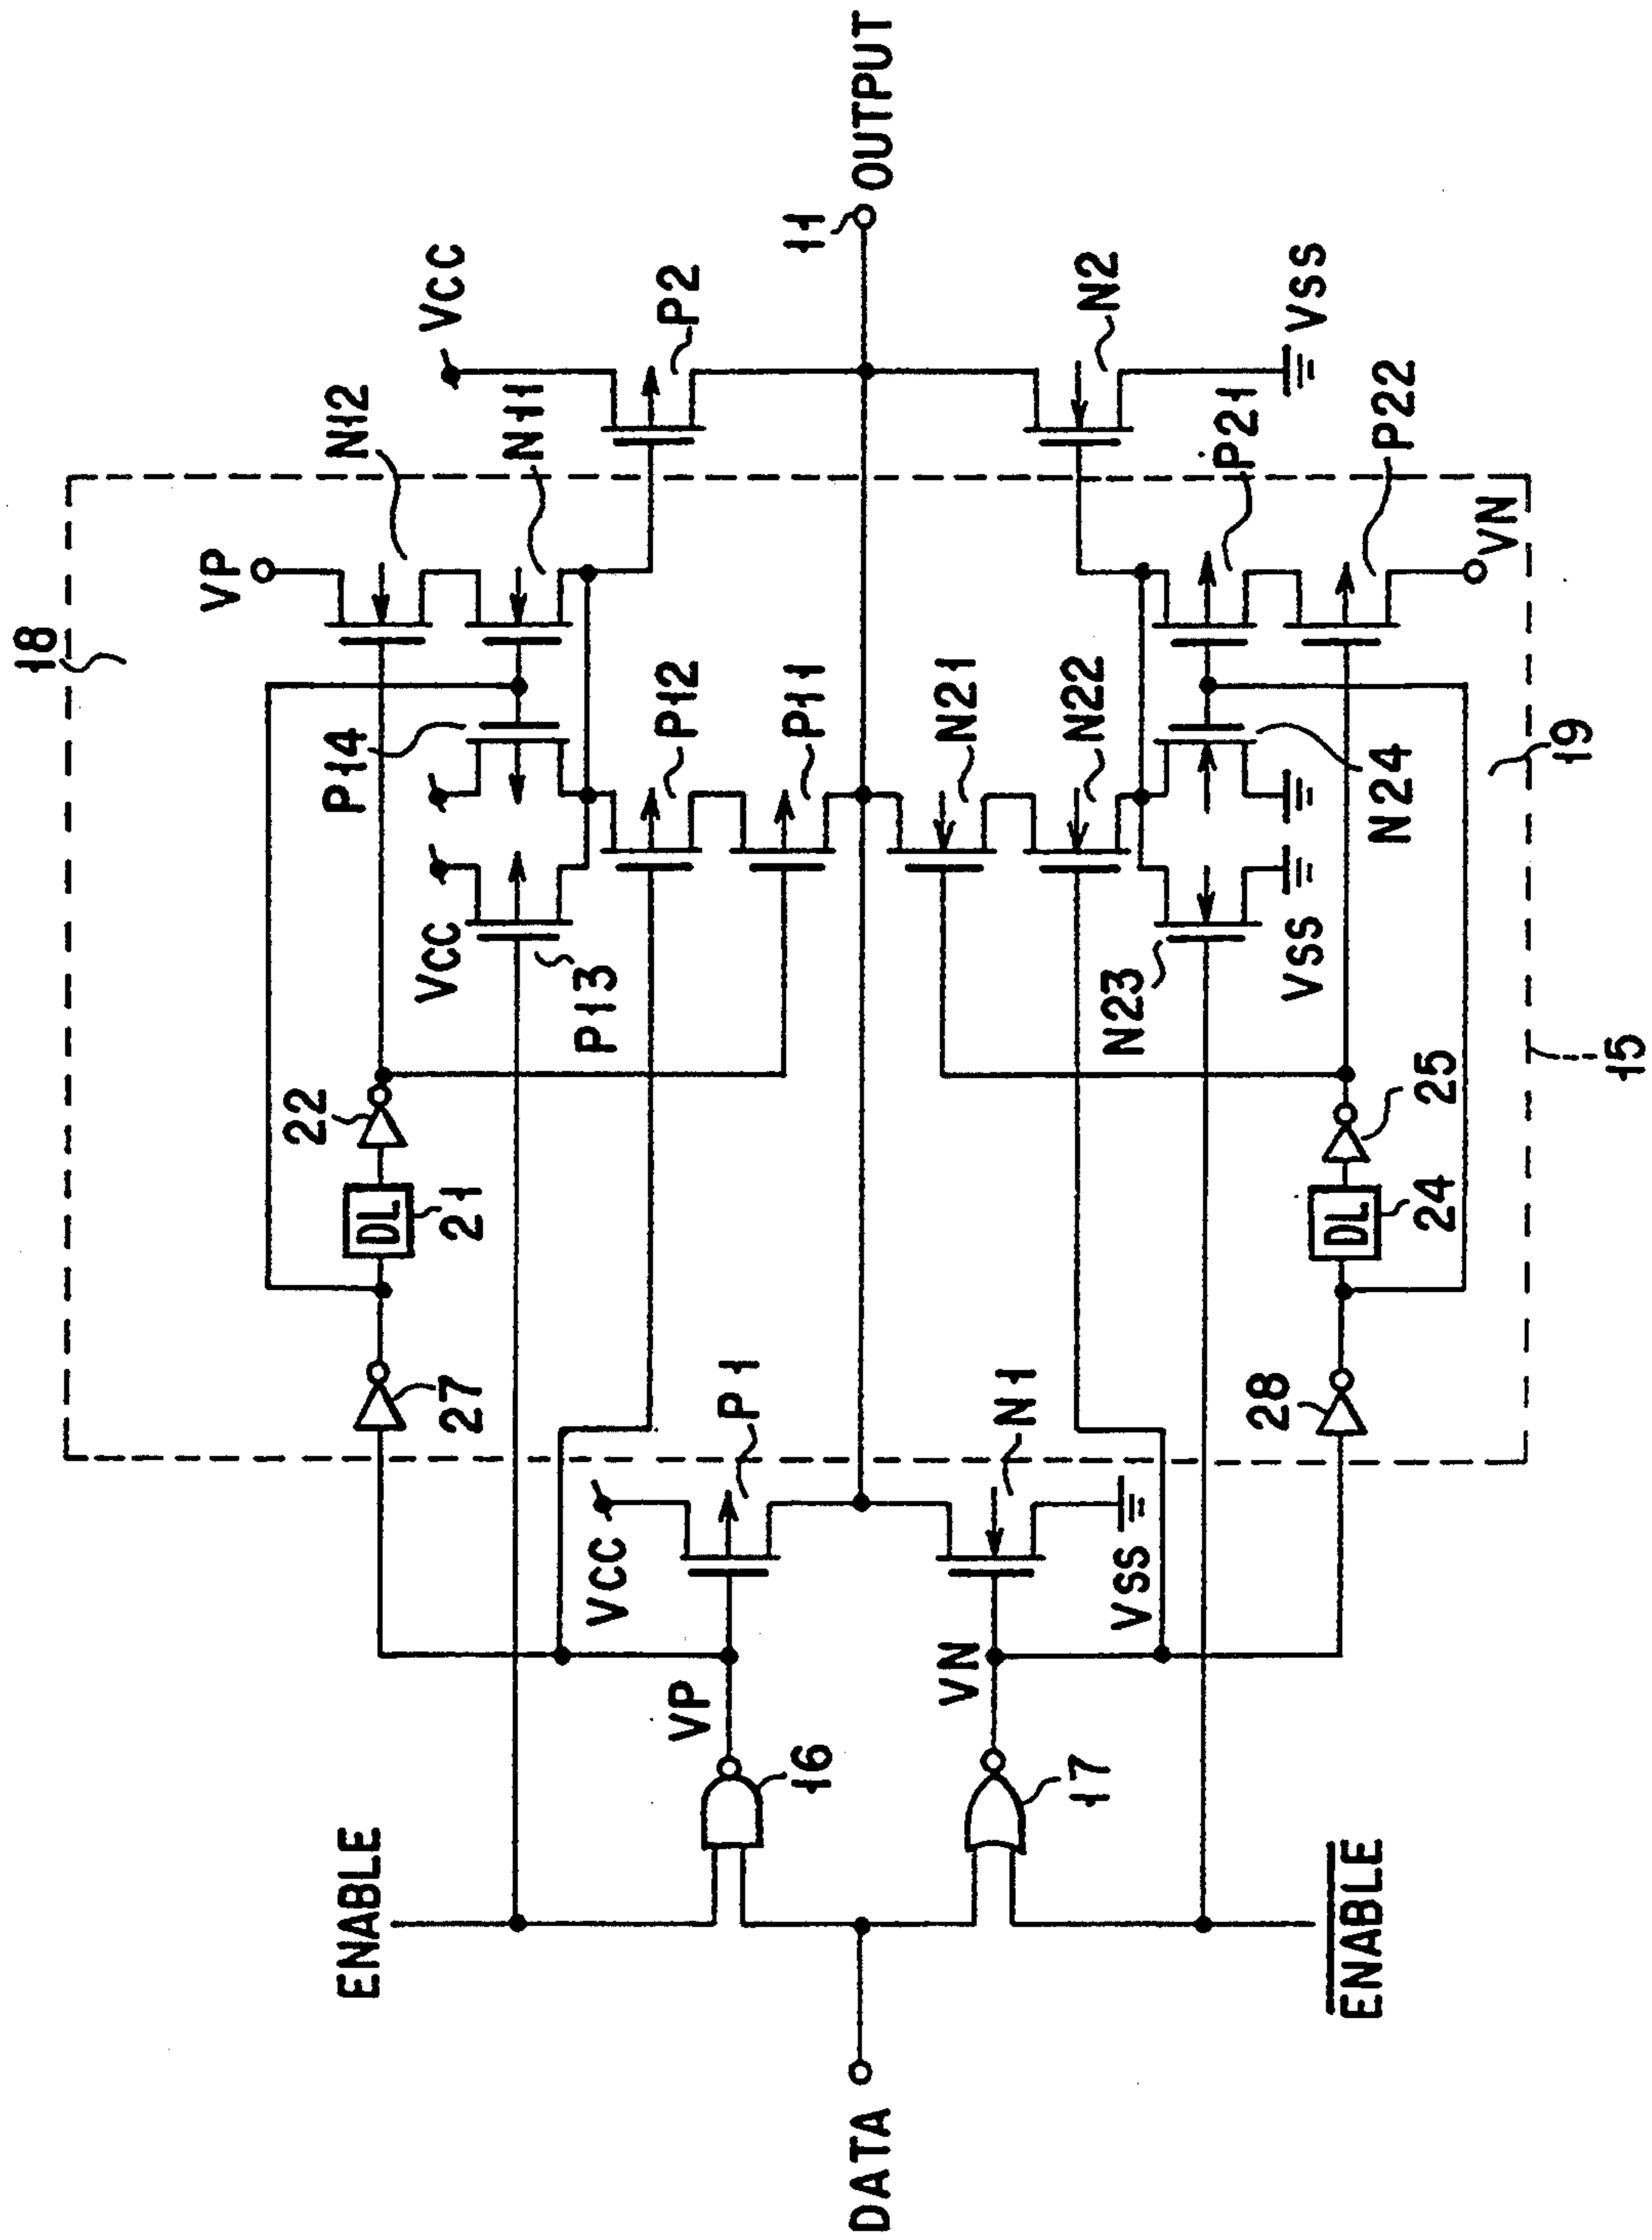 18
VP
N12
VCC
N11
P14
P12
P2
22
VCC
P13
21
P11
27
ENABLE
DL
VCC
P1
VP
16
11
OUTPUT
DATA
N21
N22
N2
VN
N1
17
VSS
N23
VSS
N24
P21
VSS
P22
28
DL
24
25
VN
ENABLE
19
15